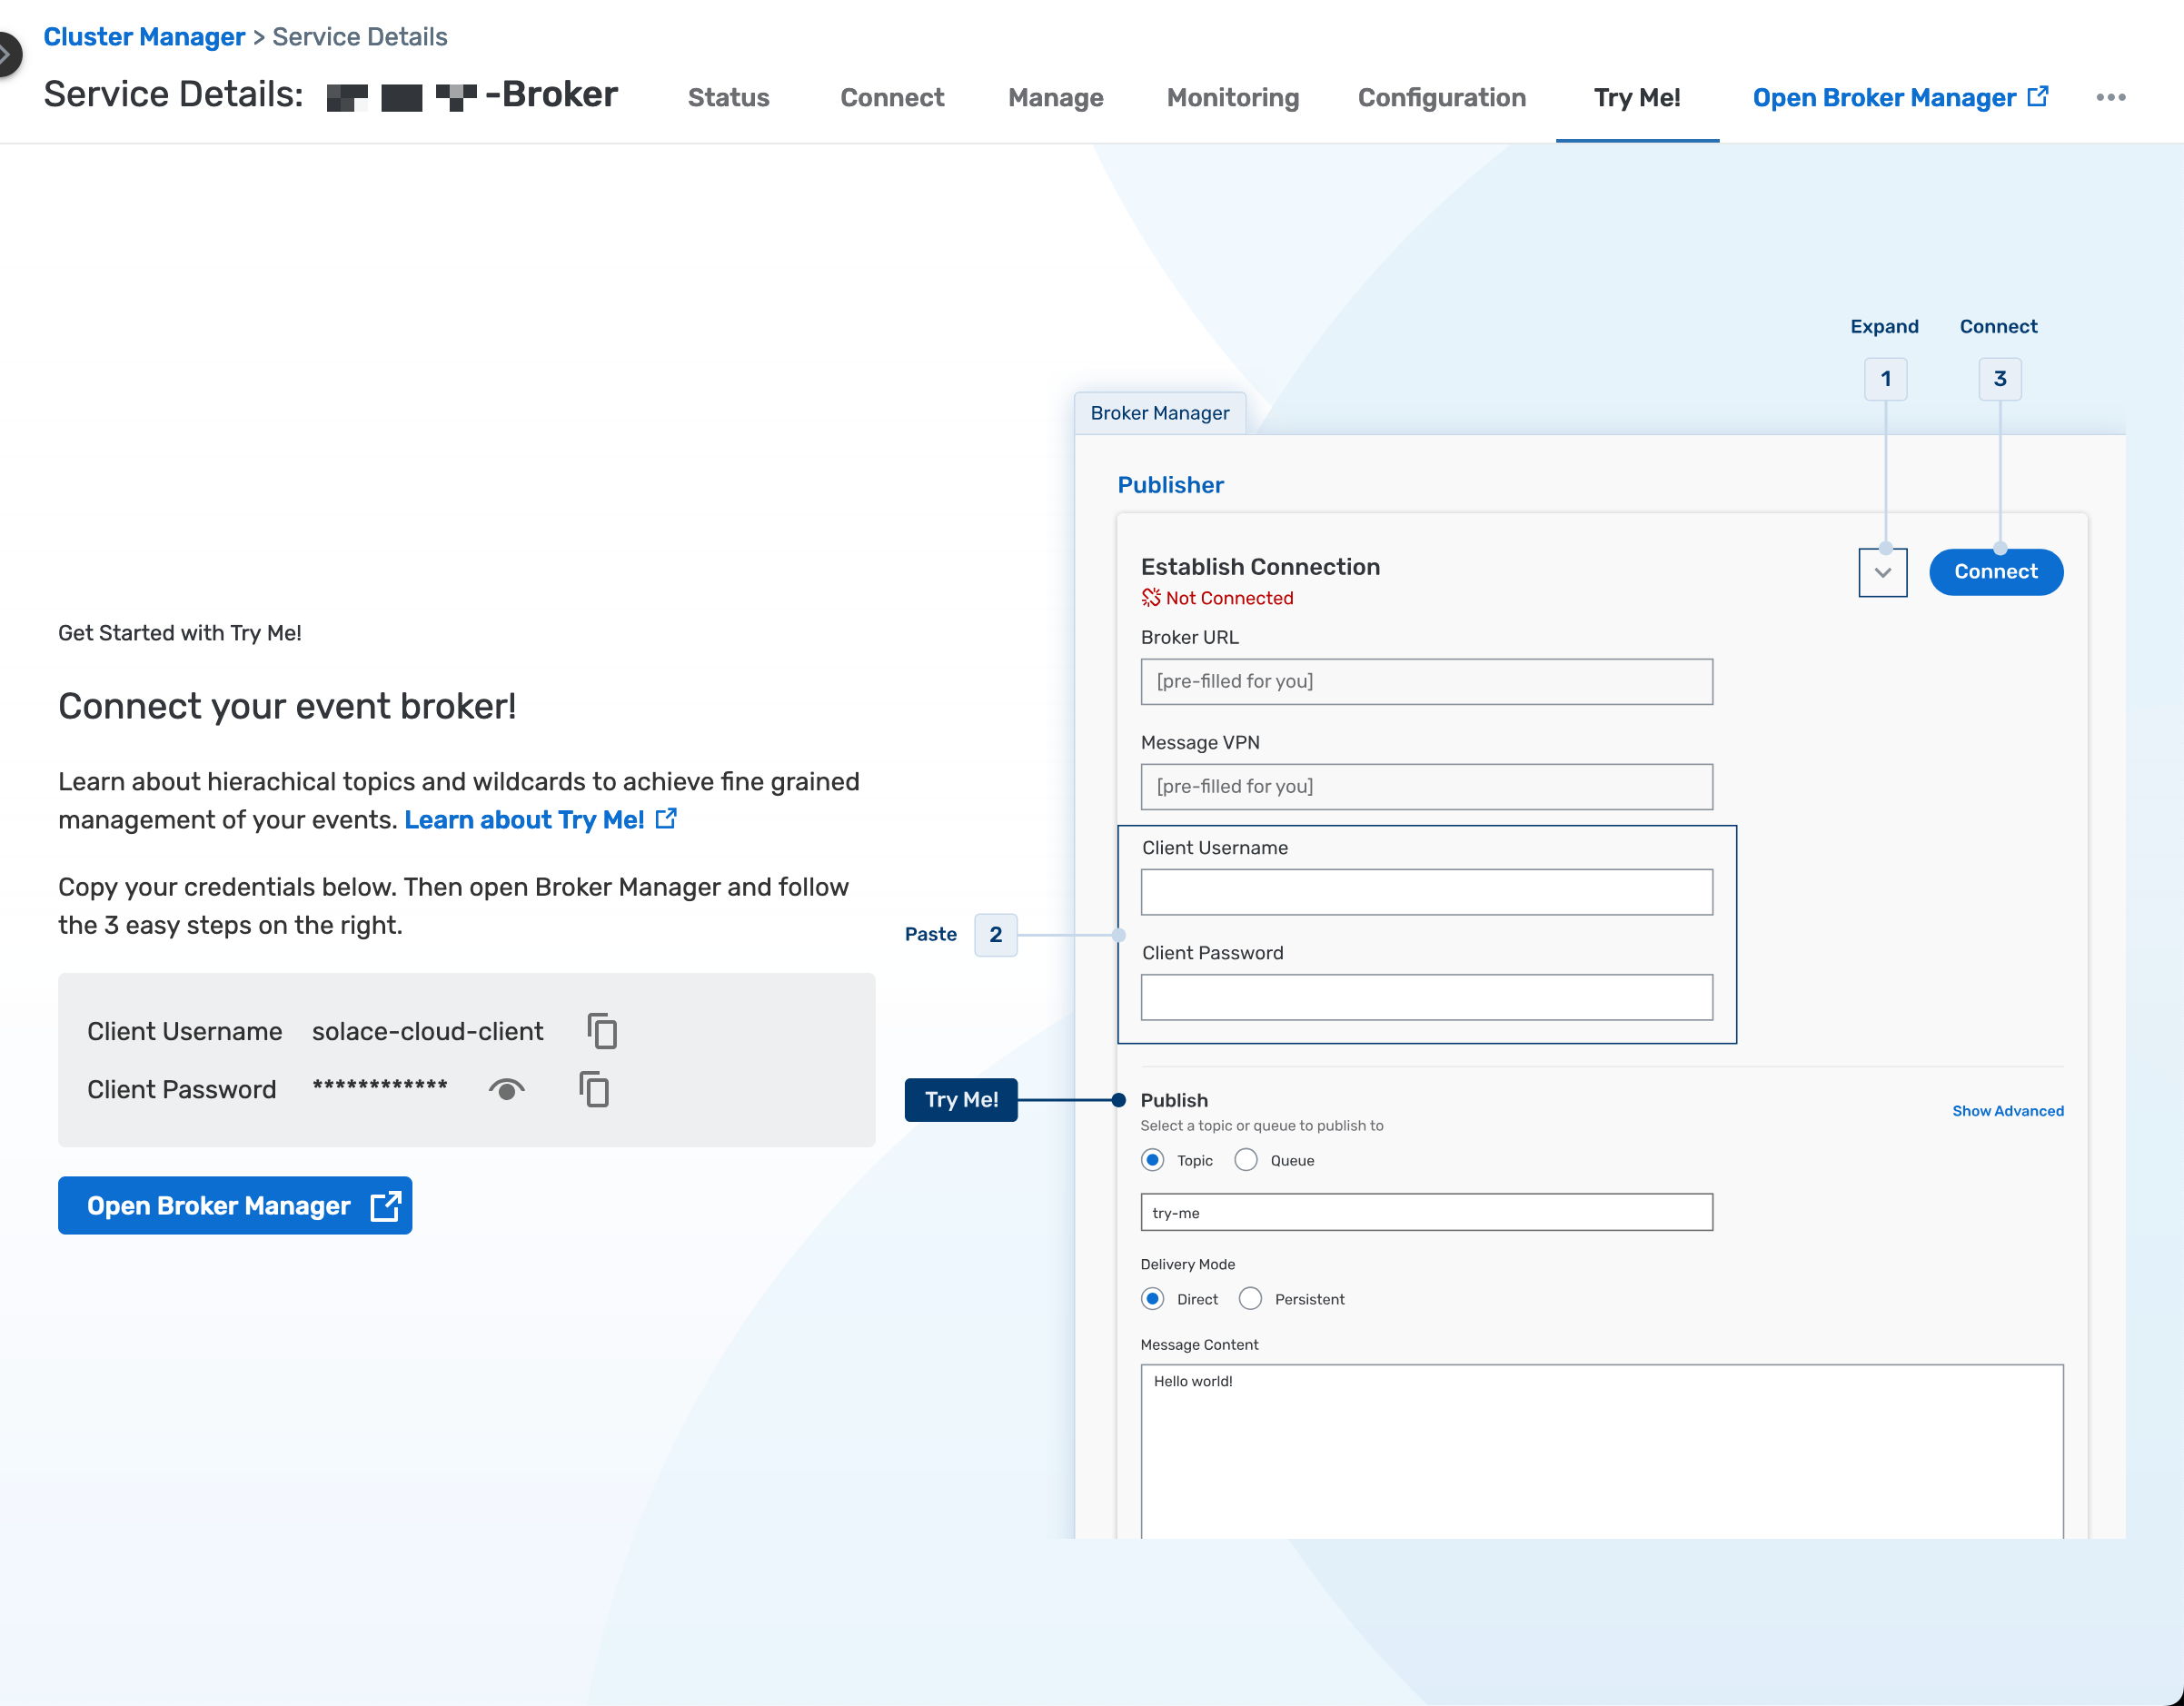 Cluster Manager > Service Details
Service Details: -Broker
Status
Connect
Manage
Monitoring
Configuration
Try Me!
Open Broker Manager
Get Started with Try Me!
Connect your event broker!
Learn about hierachical topics and wildcards to achieve fine grained
management of your events. Learn about Try Me!
Copy your credentials below. Then open Broker Manager and follow
the 3 easy steps on the right.
Client Username solace-cloud-client
Client Password ************
Open Broker Manager
Expand
Connect
1
3
Broker Manager
Publisher
Establish Connection
Connect
Not Connected
Broker URL
[pre-filled for you]
Message VPN
[pre-filled for you]
Client Username
Paste 2
Client Password
Try Me!
Publish
Show Advanced
Select a topic or queue to publish to
Topic Queue
try-me
Delivery Mode
Direct Persistent
Message Content
Hello world!